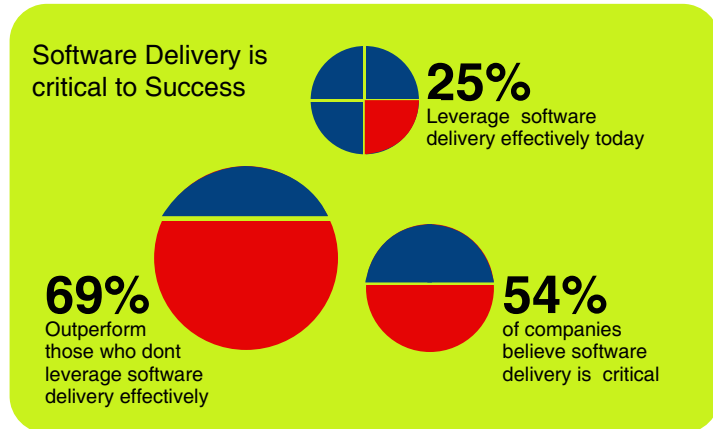 Software Delivery is
critical to Success
25%
Leverage  software
delivery effectively today
69%
Outperform
those who dont
leverage software
delivery effectively
54%
of companies
believe software
delivery is  critical